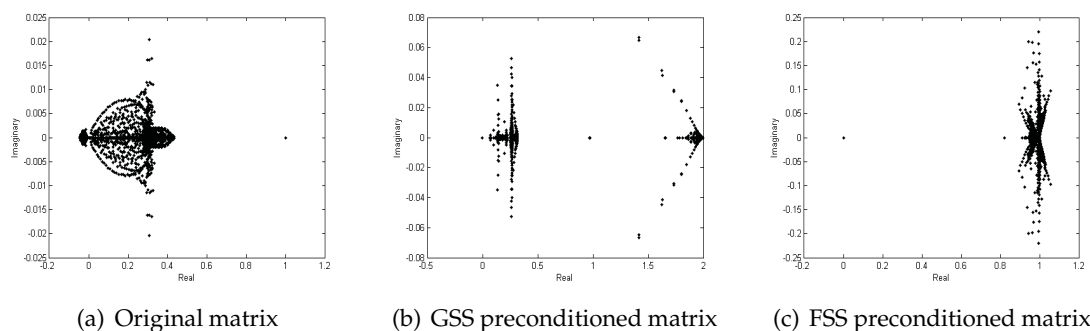 0.025
0.02
0.015
0.01
0.005
0
-0.005
-0.01
-0.015
-0.02
-0.025
-0.2 0 0.2 0.4 0.6 0.8 1 1.2
Imaginary
Real
(a) Original matrix
0.08
0.06
0.04
0.02
0
-0.02
-0.04
-0.06
-0.08
-0.5 0 0.5 1 1.5 2
Imaginary
Real
(b) GSS preconditioned matrix
0.25
0.2
0.15
0.1
0.05
0
-0.05
-0.1
-0.15
-0.2
-0.25
-0.2 0 0.2 0.4 0.6 0.8 1 1.2
Imaginary
Real
(c) FSS preconditioned matrix